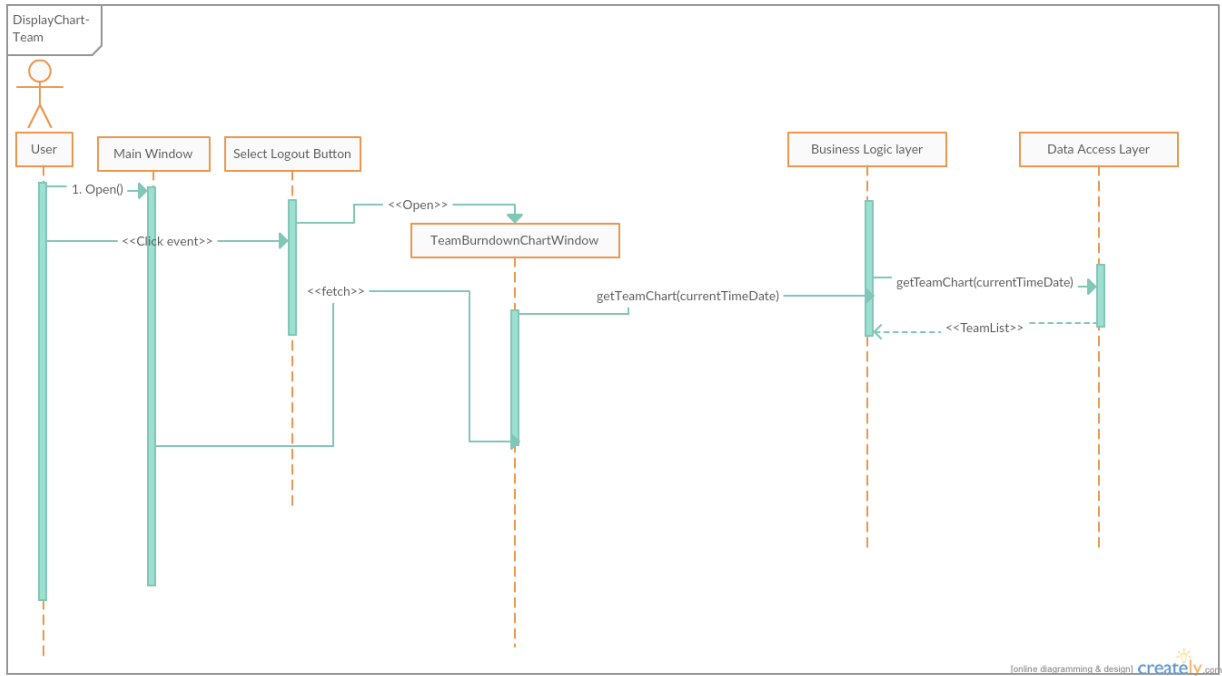 DisplayChart-
Team
User
Main Window
Select Logout Button
Business Logic layer
Data Access Layer
1. Open()
<<Open>>
<<Click event>>
TeamBurndownChartWindow
<<fetch>>
getTeamChart(currentTimeDate)
getTeamChart(currentTimeDate)
<<TeamList>>
[online diagramming & design] creately.com